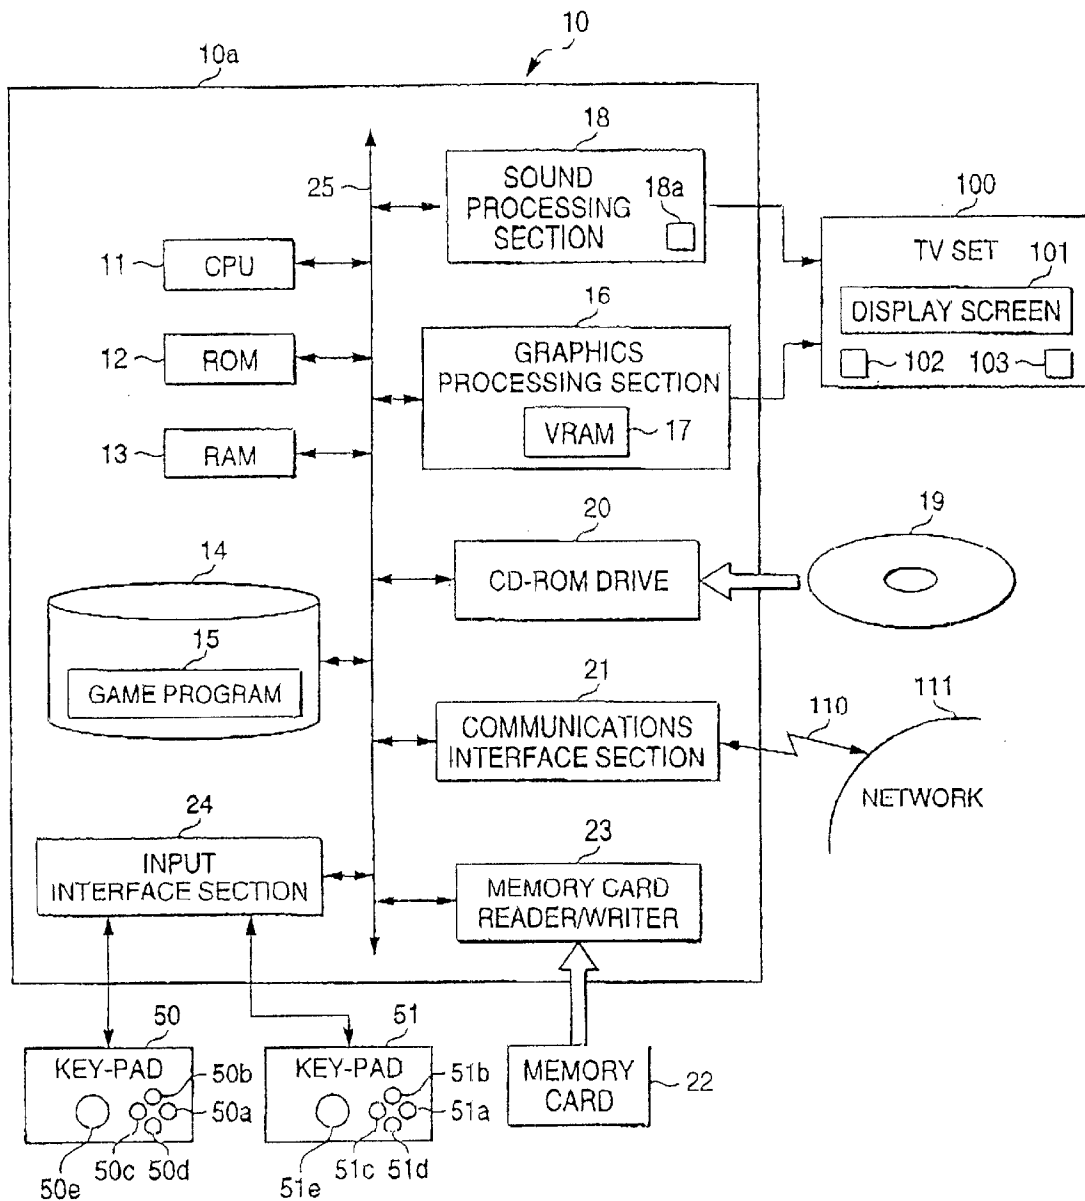 10
10a
18
SOUND
PROCESSING
SECTION
18a
25
100
TV SET
101
DISPLAY SCREEN
102
103
11
CPU
16
GRAPHICS
PROCESSING SECTION
VRAM
17
12
ROM
13
RAM
14
15
GAME PROGRAM
20
CD-ROM DRIVE
19
21
COMMUNICATIONS
INTERFACE SECTION
110
111
NETWORK
24
INPUT
INTERFACE SECTION
23
MEMORY CARD
READER/WRITER
50
KEY-PAD
50b
50a
50c
50d
50e
51
KEY-PAD
51b
51a
51c
51d
51e
MEMORY
CARD
22